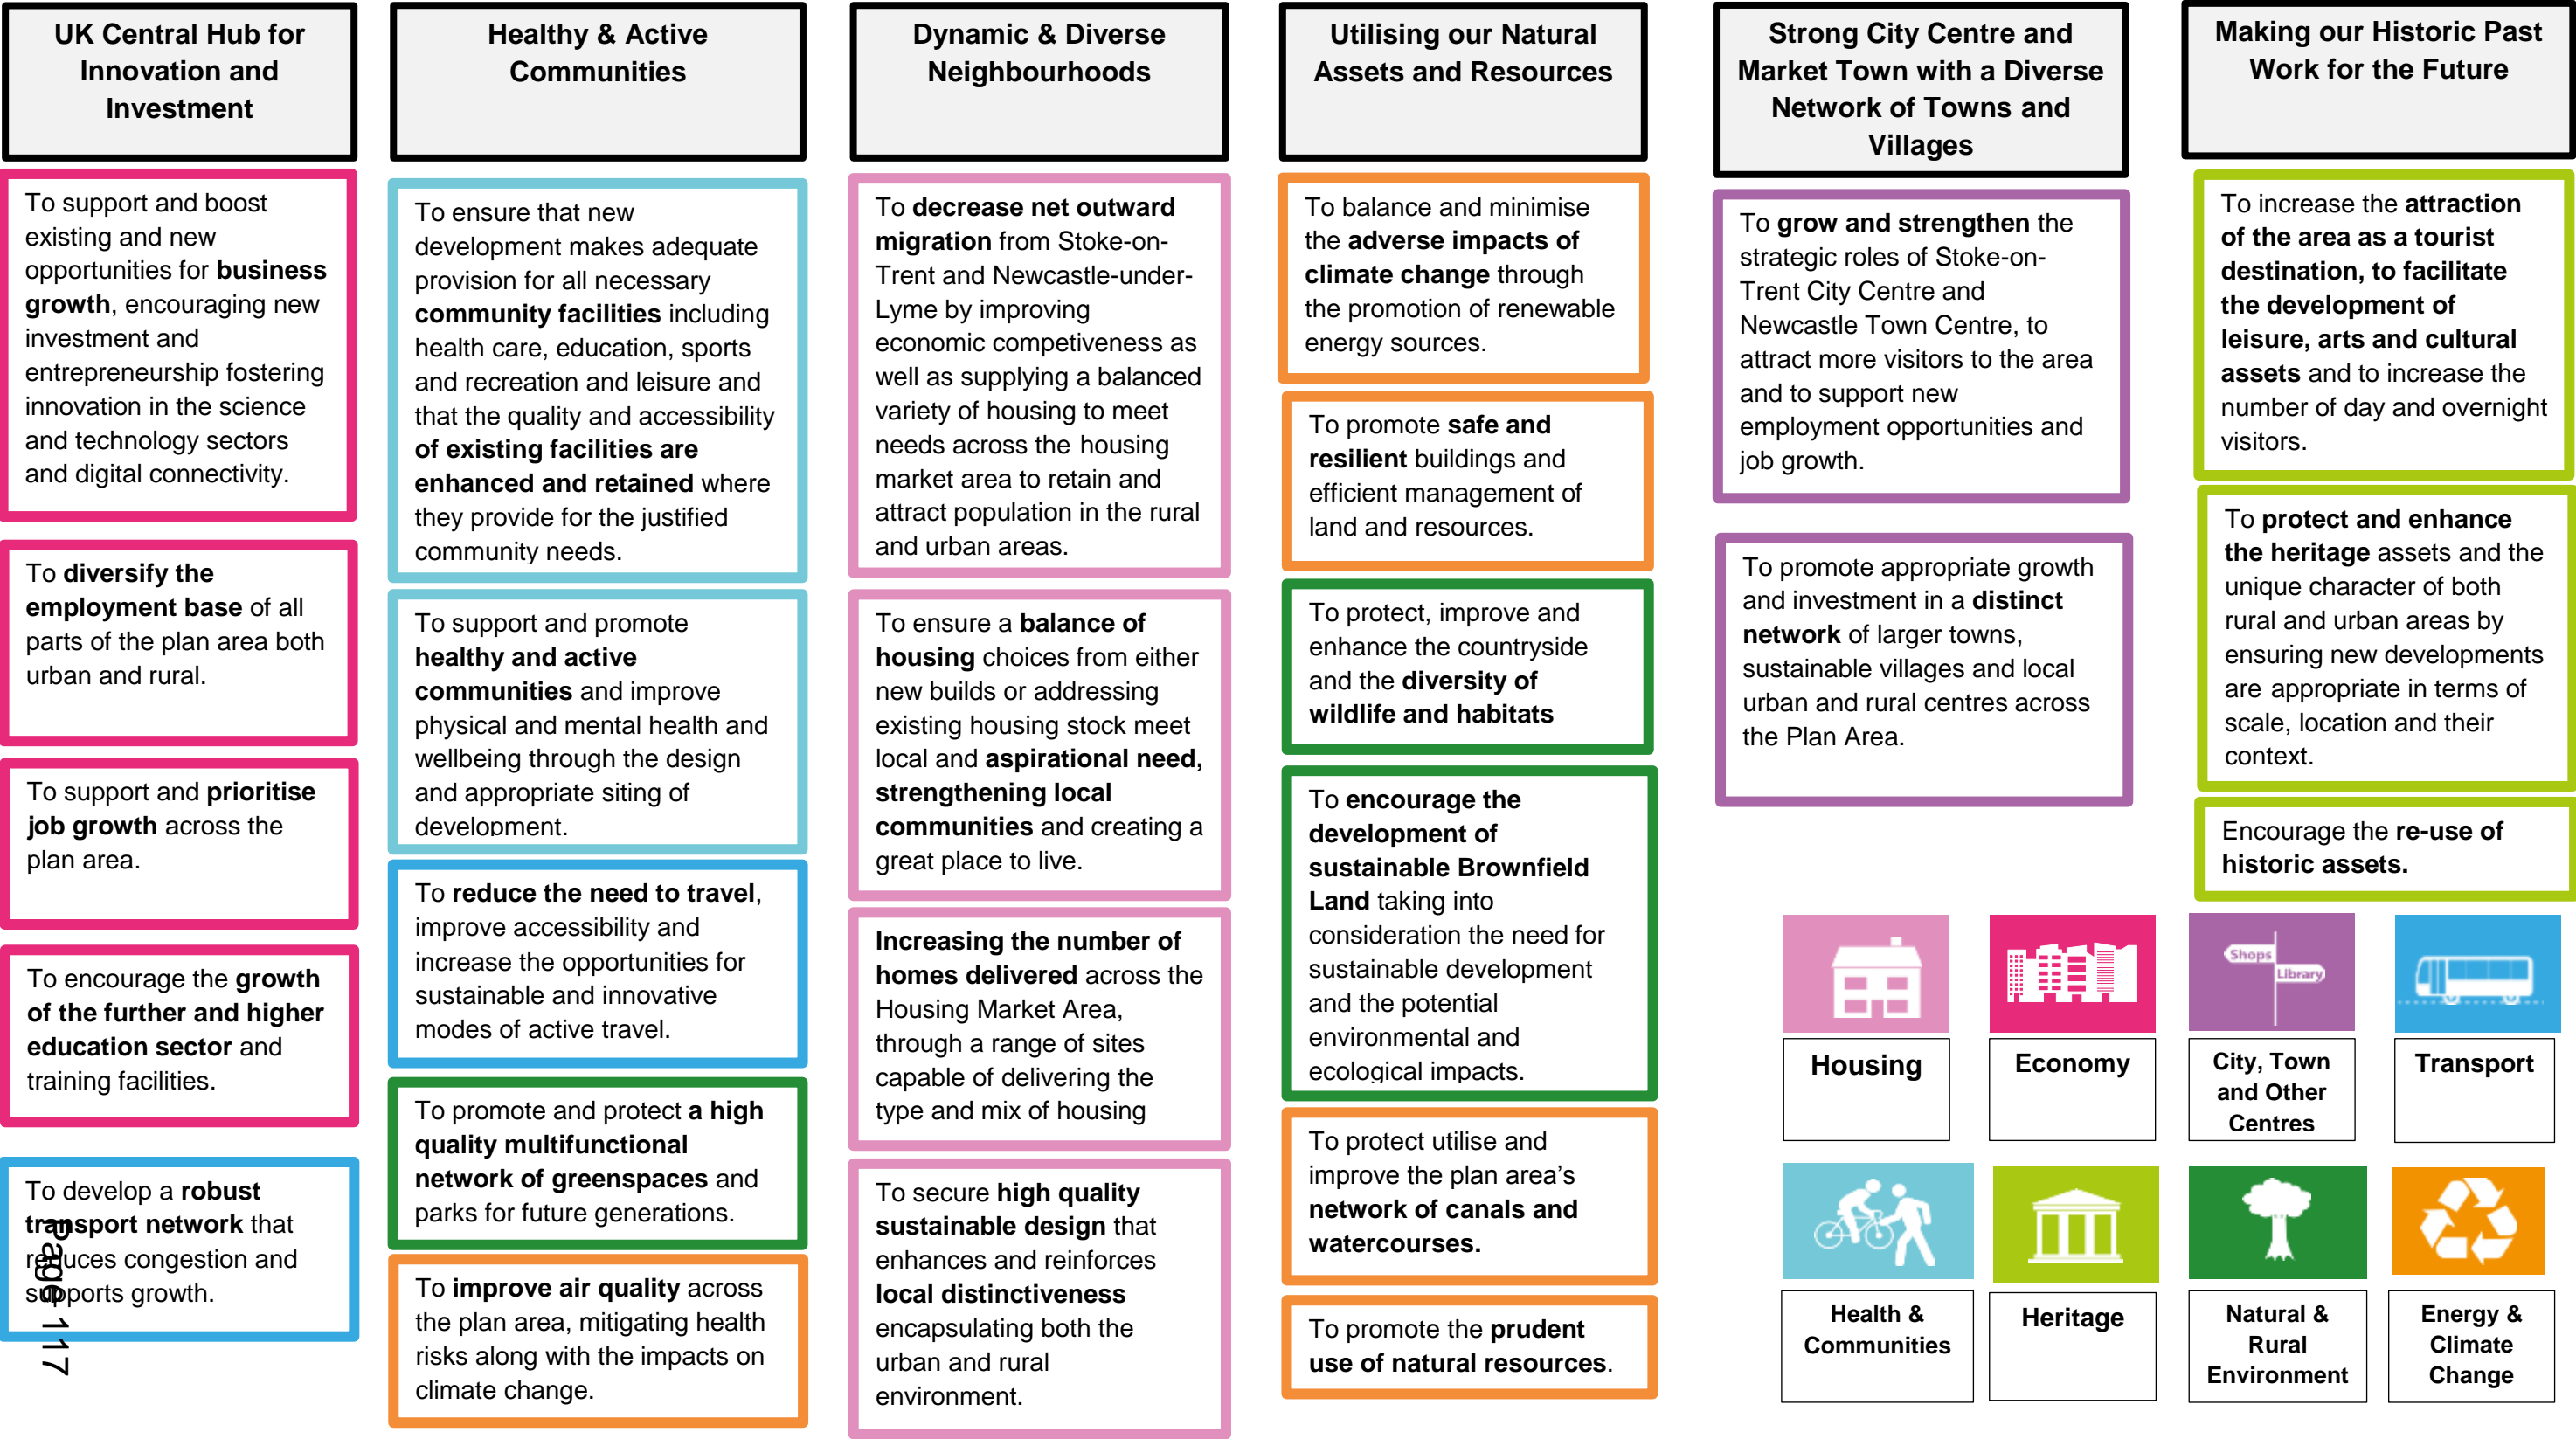 UK Central Hub for
Innovation and
Investment
To support and boost
existing and new
opportunities for business
growth, encouraging new
investment and
entrepreneurship fostering
innovation in the science
and technology sectors
and digital connectivity.
To diversify the
employment base of all
parts of the plan area both
urban and rural.
To support and prioritise
job growth across the
plan area.
To encourage the growth
of the further and higher
education sector and
training facilities.
To develop a robust
transport network that
reduces congestion and
supports growth.
Page 117
Healthy & Active
Communities
To ensure that new
development makes adequate
provision for all necessary
community facilities including
health care, education, sports
and recreation and leisure and
that the quality and accessibility
of existing facilities are
enhanced and retained where
they provide for the justified
community needs.
To support and promote
healthy and active
communities and improve
physical and mental health and
wellbeing through the design
and appropriate siting of
development.
To reduce the need to travel,
improve accessibility and
increase the opportunities for
sustainable and innovative
modes of active travel.
To promote and protect a high
quality multifunctional
network of greenspaces and
parks for future generations.
To improve air quality across
the plan area, mitigating health
risks along with the impacts on
climate change.
Dynamic & Diverse
Neighbourhoods
To decrease net outward
migration from Stoke-on-
Trent and Newcastle-under-
Lyme by improving
economic competiveness as
well as supplying a balanced
variety of housing to meet
needs across the housing
market area to retain and
attract population in the rural
and urban areas.
To ensure a balance of
housing choices from either
new builds or addressing
existing housing stock meet
local and aspirational need,
strengthening local
communities and creating a
great place to live.
Increasing the number of
homes delivered across the
Housing Market Area,
through a range of sites
capable of delivering the
type and mix of housing
To secure high quality
sustainable design that
enhances and reinforces
local distinctiveness
encapsulating both the
urban and rural
environment.
Utilising our Natural
Assets and Resources
To balance and minimise
the adverse impacts of
climate change through
the promotion of renewable
energy sources.
To promote safe and
resilient buildings and
efficient management of
land and resources.
To protect, improve and
enhance the countryside
and the diversity of
wildlife and habitats
To encourage the
development of
sustainable Brownfield
Land taking into
consideration the need for
sustainable development
and the potential
environmental and
ecological impacts.
To protect utilise and
improve the plan area's
network of canals and
watercourses.
To promote the prudent
use of natural resources.
Strong City Centre and
Market Town with a Diverse
Network of Towns and
Villages
To grow and strengthen the
strategic roles of Stoke-on-
Trent City Centre and
Newcastle Town Centre, to
attract more visitors to the area
and to support new
employment opportunities and
job growth.
To promote appropriate growth
and investment in a distinct
network of larger towns,
sustainable villages and local
urban and rural centres across
the Plan Area.
Making our Historic Past
Work for the Future
To increase the attraction
of the area as a tourist
destination, to facilitate
the development of
leisure, arts and cultural
assets and to increase the
number of day and overnight
visitors.
To protect and enhance
the heritage assets and the
unique character of both
rural and urban areas by
ensuring new developments
are appropriate in terms of
scale, location and their
context.
Encourage the re-use of
historic assets.
Housing
Economy
Shops
Library
City, Town
and Other
Centres
Transport
Health &
Communities
Heritage
Natural &
Rural
Environment
Energy &
Climate
Change